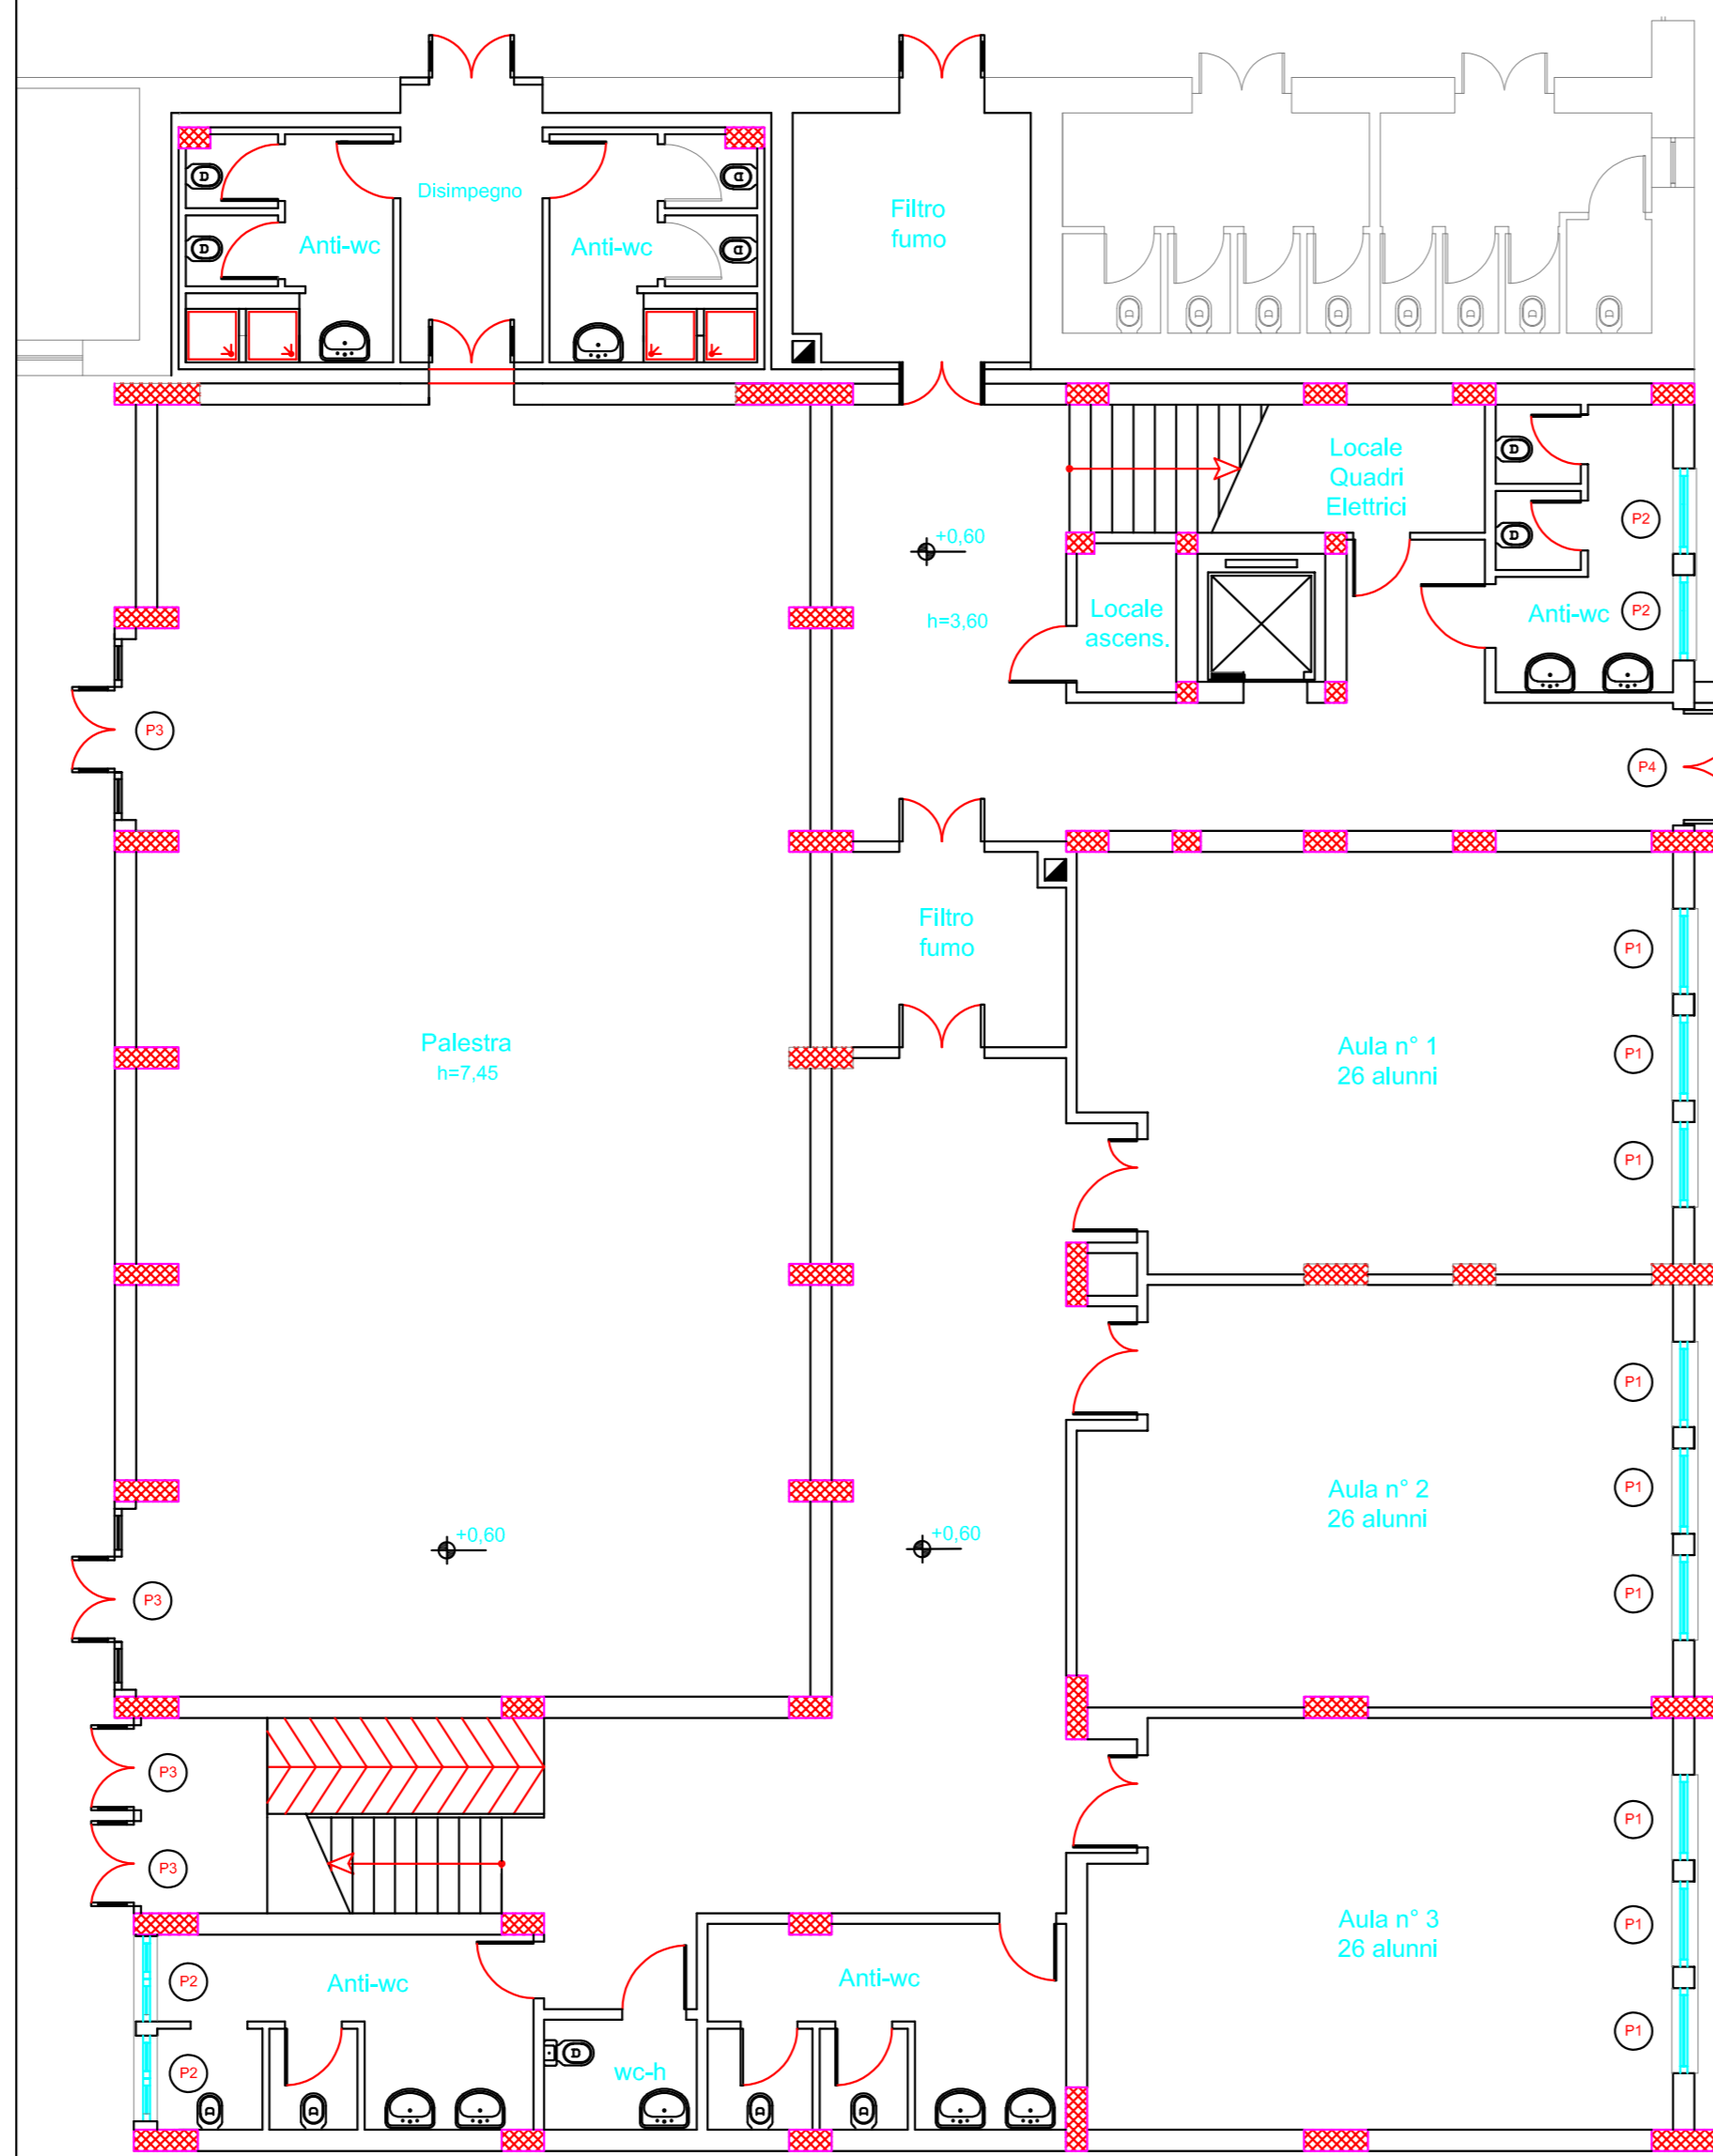 Disimpegno
Anti-wc
Anti-wc
Filtro
fumo
Locale
Quadri
Elettrici
+0,60
P2
h=3,60
Locale
ascens.
Anti-wc
P2
P3
P4
Filtro
fumo
P1
Palestra
h=7,45
Aula n° 1
26 alunni
P1
P1
P1
Aula n° 2
26 alunni
P1
+0,60
+0,60
P3
P1
P3
P1
P3
Aula n° 3
26 alunni
P1
P2
Anti-wc
Anti-wc
P1
P2
wc-h